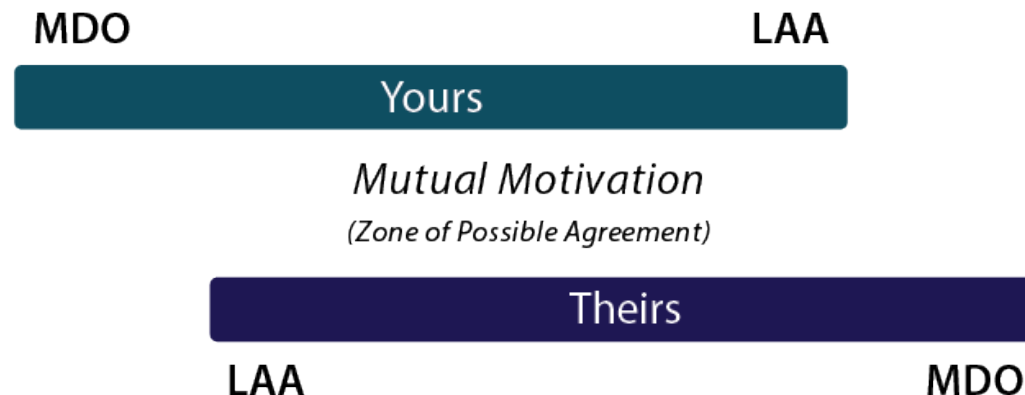 MDO LAA
Yours
Mutual Motivation
(Zone of Possible Agreement)
Theirs
LAA MDO